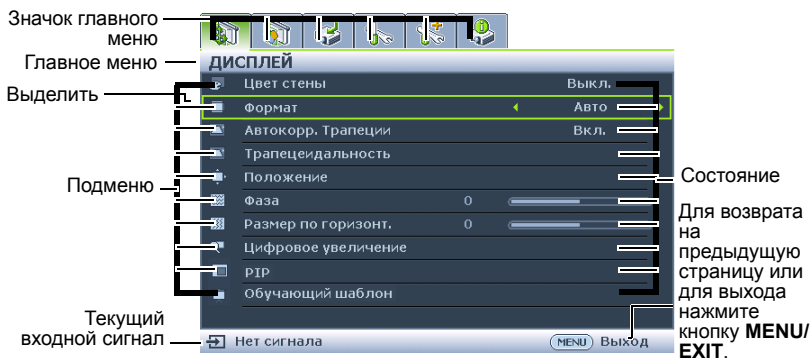 Значок главного
меню
Главное меню
Выделить
Подменю
Текущий
входной сигнал
ДИСПЛЕЙ
Цвет стены Выкл.
Формат Авто
Автокорр. Трапеции Вкл.
Трапецеидальность
Положение
Фаза 0
Размер по горизонт. 0
Цифровое увеличение
PIP
Обучающий шаблон
Нет сигнала MENU Выход
Состояние
Для возврата
на
предыдущую
страницу или
для выхода
нажмите
кнопку MENU/
EXIT.